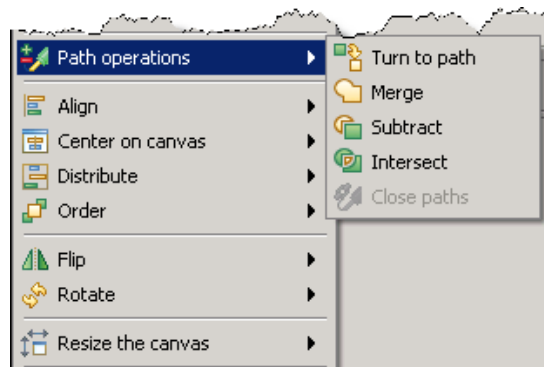 Path operations
Align
Center on canvas
Distribute
Order
Flip
Rotate
Resize the canvas
Turn to path
Merge
Subtract
Intersect
Close paths